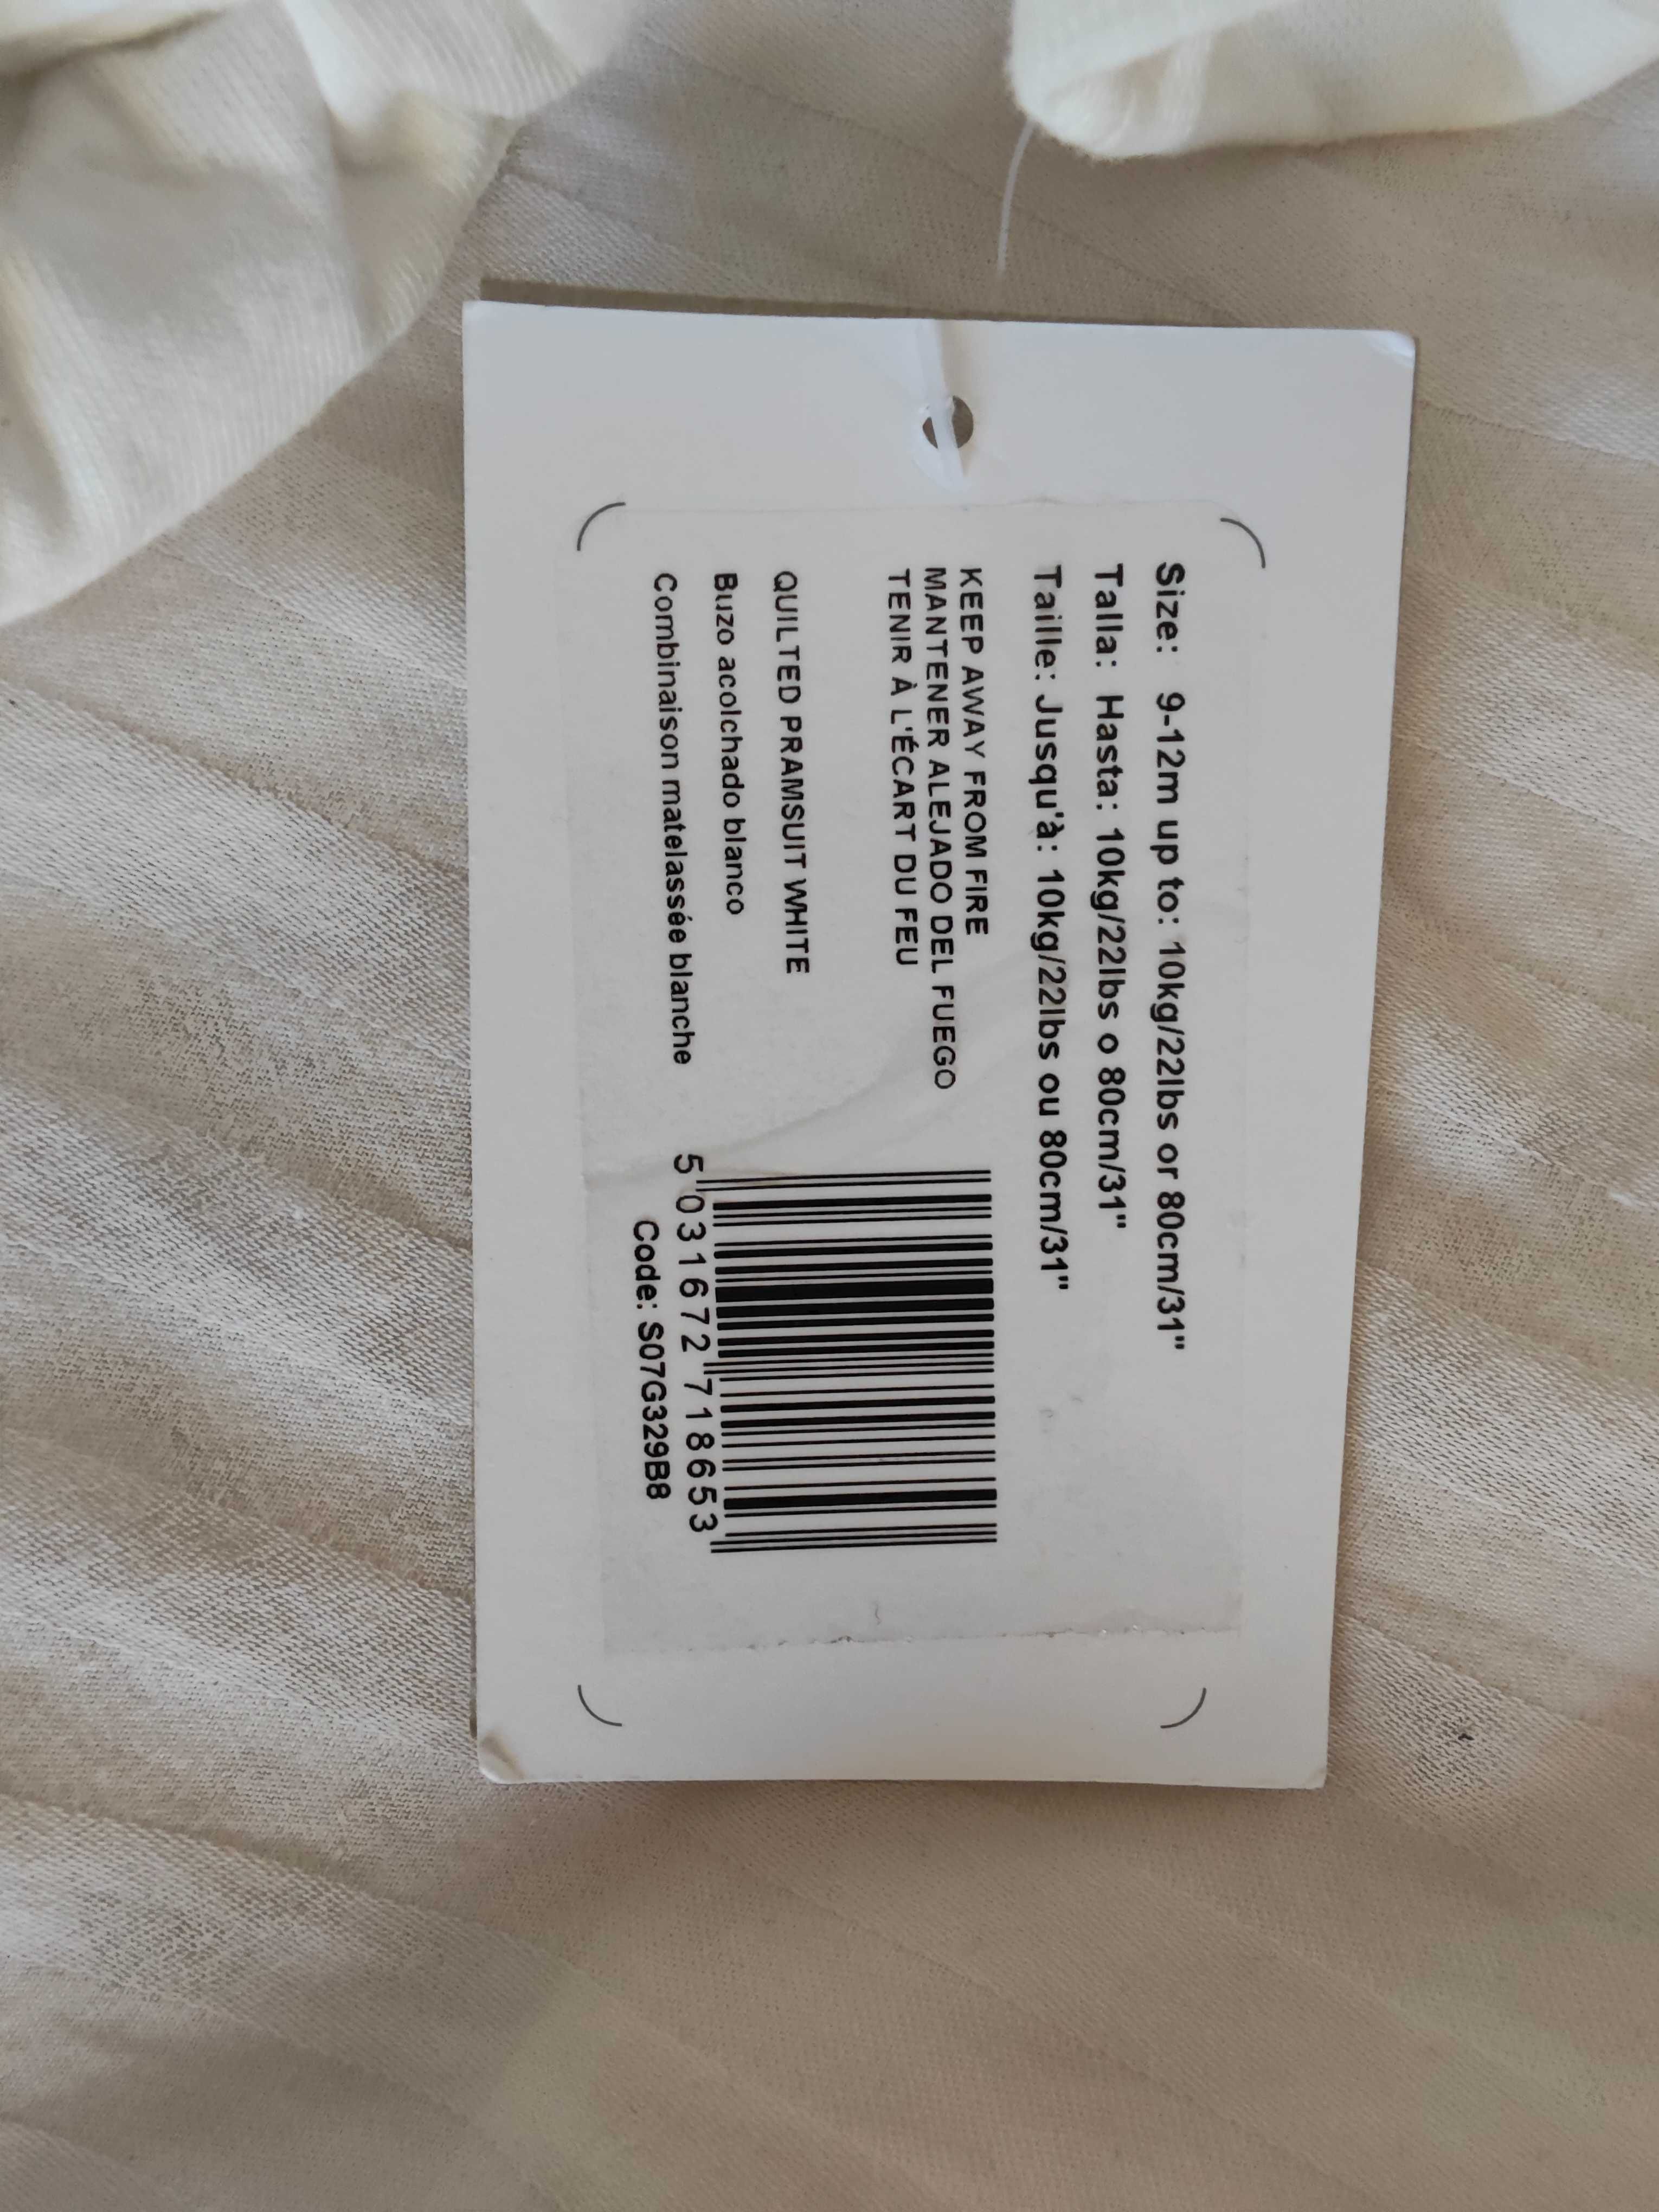 Size: 9-12m up to: 10kg/22lbs or 80cm/31"
Talla: Hasta: 10kg/22lbs o 80cm/31"
Taille: Jusqu'à: 10kg/22lbs ou 80cm/31"
KEEP AWAY FROM FIRE
MANTENER ALEJADO DEL FUEGO
TENIR À L'ÉCART DU FEU
QUILTED PRAMSUIT WHITE
Buzo acolchado blanco
Combinaison matelassée blanche
5 031672 718653
Code: S07G329B8